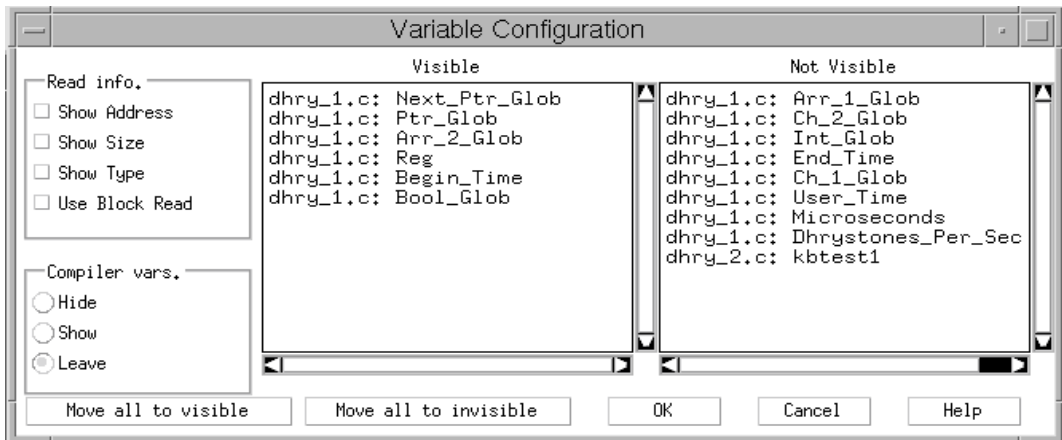 Variable Configuration
Read info.
Show Address
Show Size
Show Type
Use Block Read
Compiler vars.
Hide
Show
Leave
Visible
dhry_1.c: Next_Ptr_Glob
dhry_1.c: Ptr_Glob
dhry_1.c: Arr_2_Glob
dhry_1.c: Reg
dhry_1.c: Begin_Time
dhry_1.c: Bool_Glob
Not Visible
dhry_1.c: Arr_1_Glob
dhry_1.c: Ch_2_Glob
dhry_1.c: Int_Glob
dhry_1.c: End_Time
dhry_1.c: Ch_1_Glob
dhry_1.c: User_Time
dhry_1.c: Microseconds
dhry_1.c: Dhrystones_Per_Sec
dhry_2.c: kbtest1
Move all to visible
Move all to invisible
OK
Cancel
Help